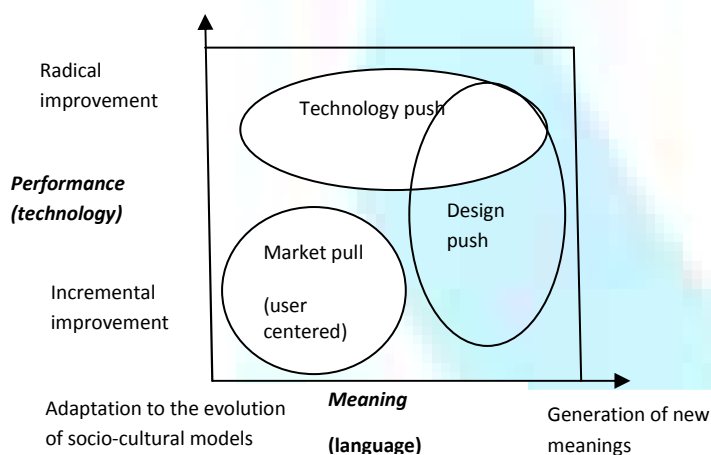 Radical
improvement
Technology push
Performance
(technology)
Design
push
Market pull
(user
centered)
Incremental
improvement
Adaptation to the evolution
of socio-cultural models
Meaning
(language)
Generation of new
meanings